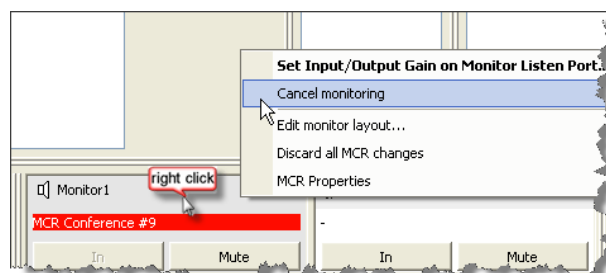 Set Input/Output Gain on Monitor Listen Port..
Cancel monitoring
Edit monitor layout...
Discard all MCR changes
MCR Properties
right click
Monitor1
MCR Conference #9
-
In Mute In Mute